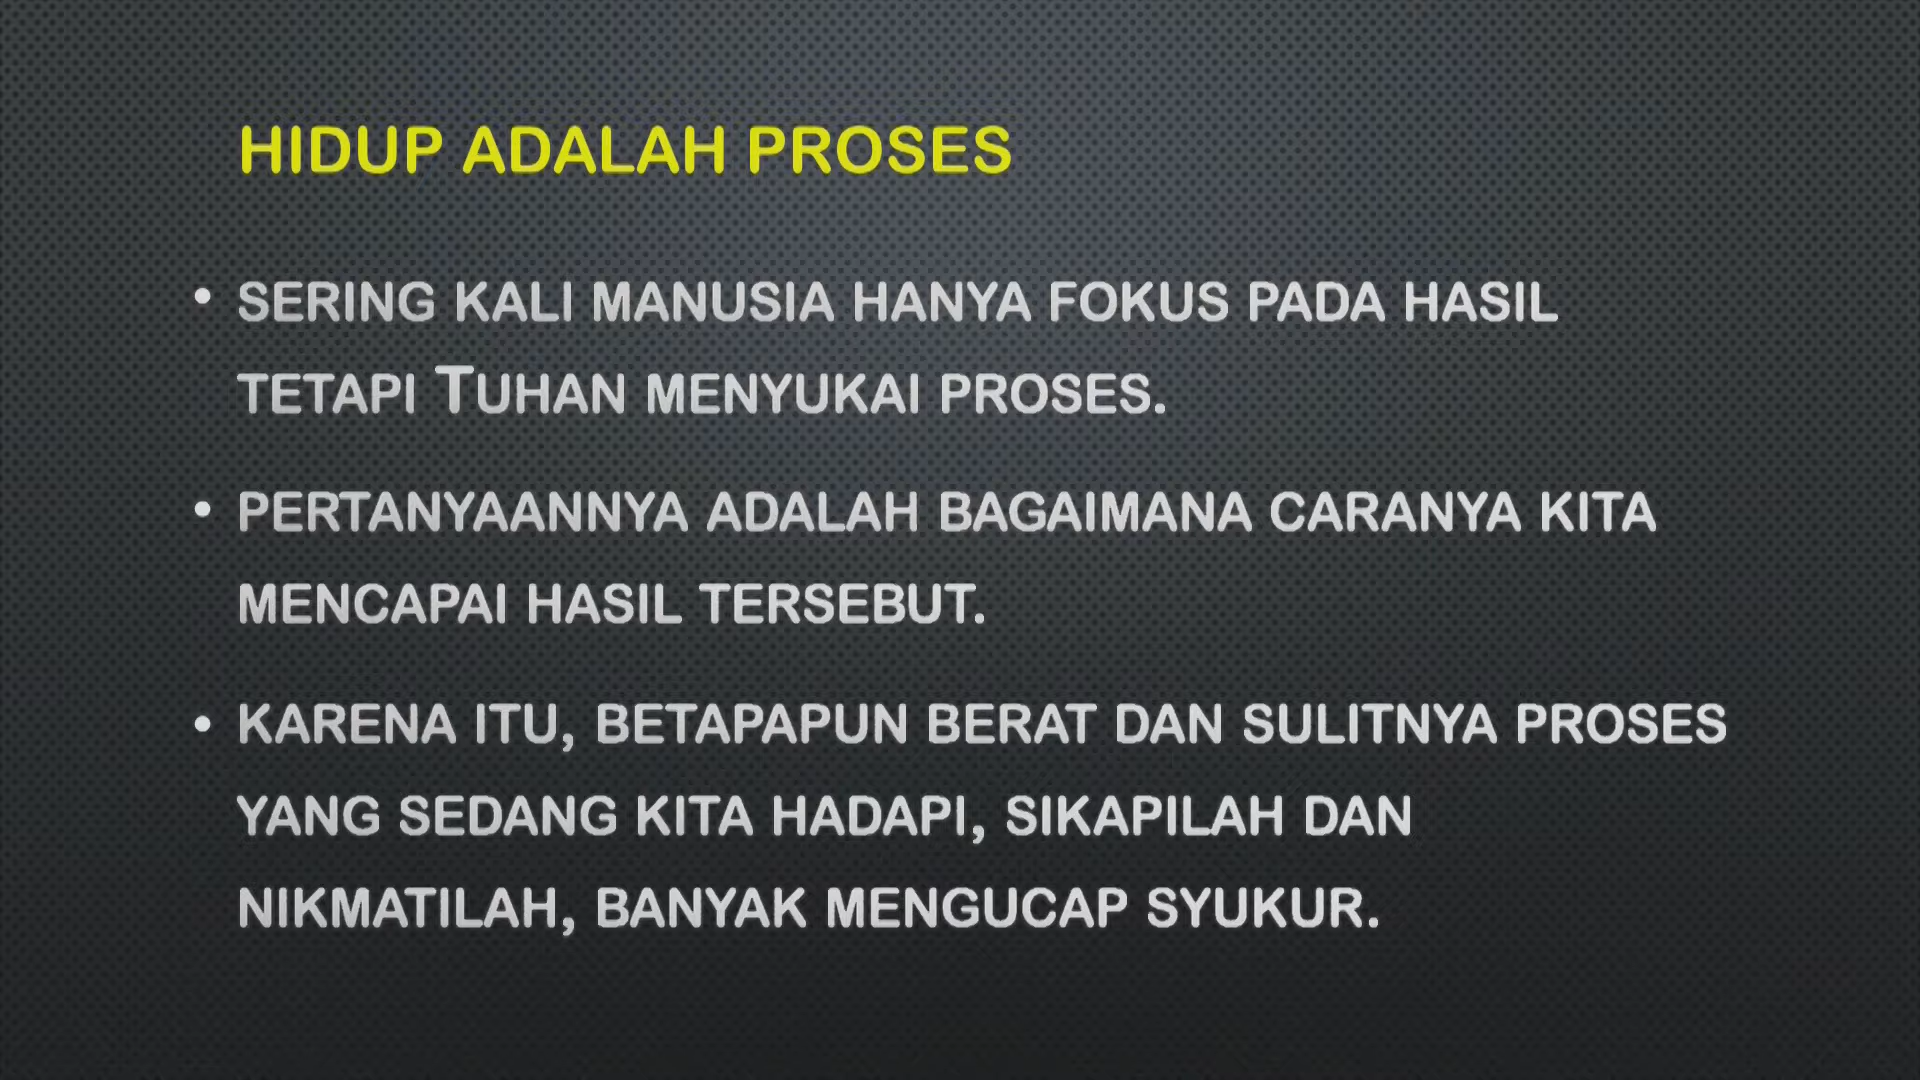 HIDUP ADALAH PROSES
• SERING KALI MANUSIA HANYA FOKUS PADA HASIL
TETAPI TUHAN MENYUKAI PROSES.
• PERTANYAANNYA ADALAH BAGAIMANA CARANYA KITA
MENCAPAI HASIL TERSEBUT.
• KARENA ITU, BETAPAPUN BERAT DAN SULITNYA PROSES
YANG SEDANG KITA HADAPI, SIKAPILAH DAN
NIKMATILAH, BANYAK MENGUCAP SYUKUR.